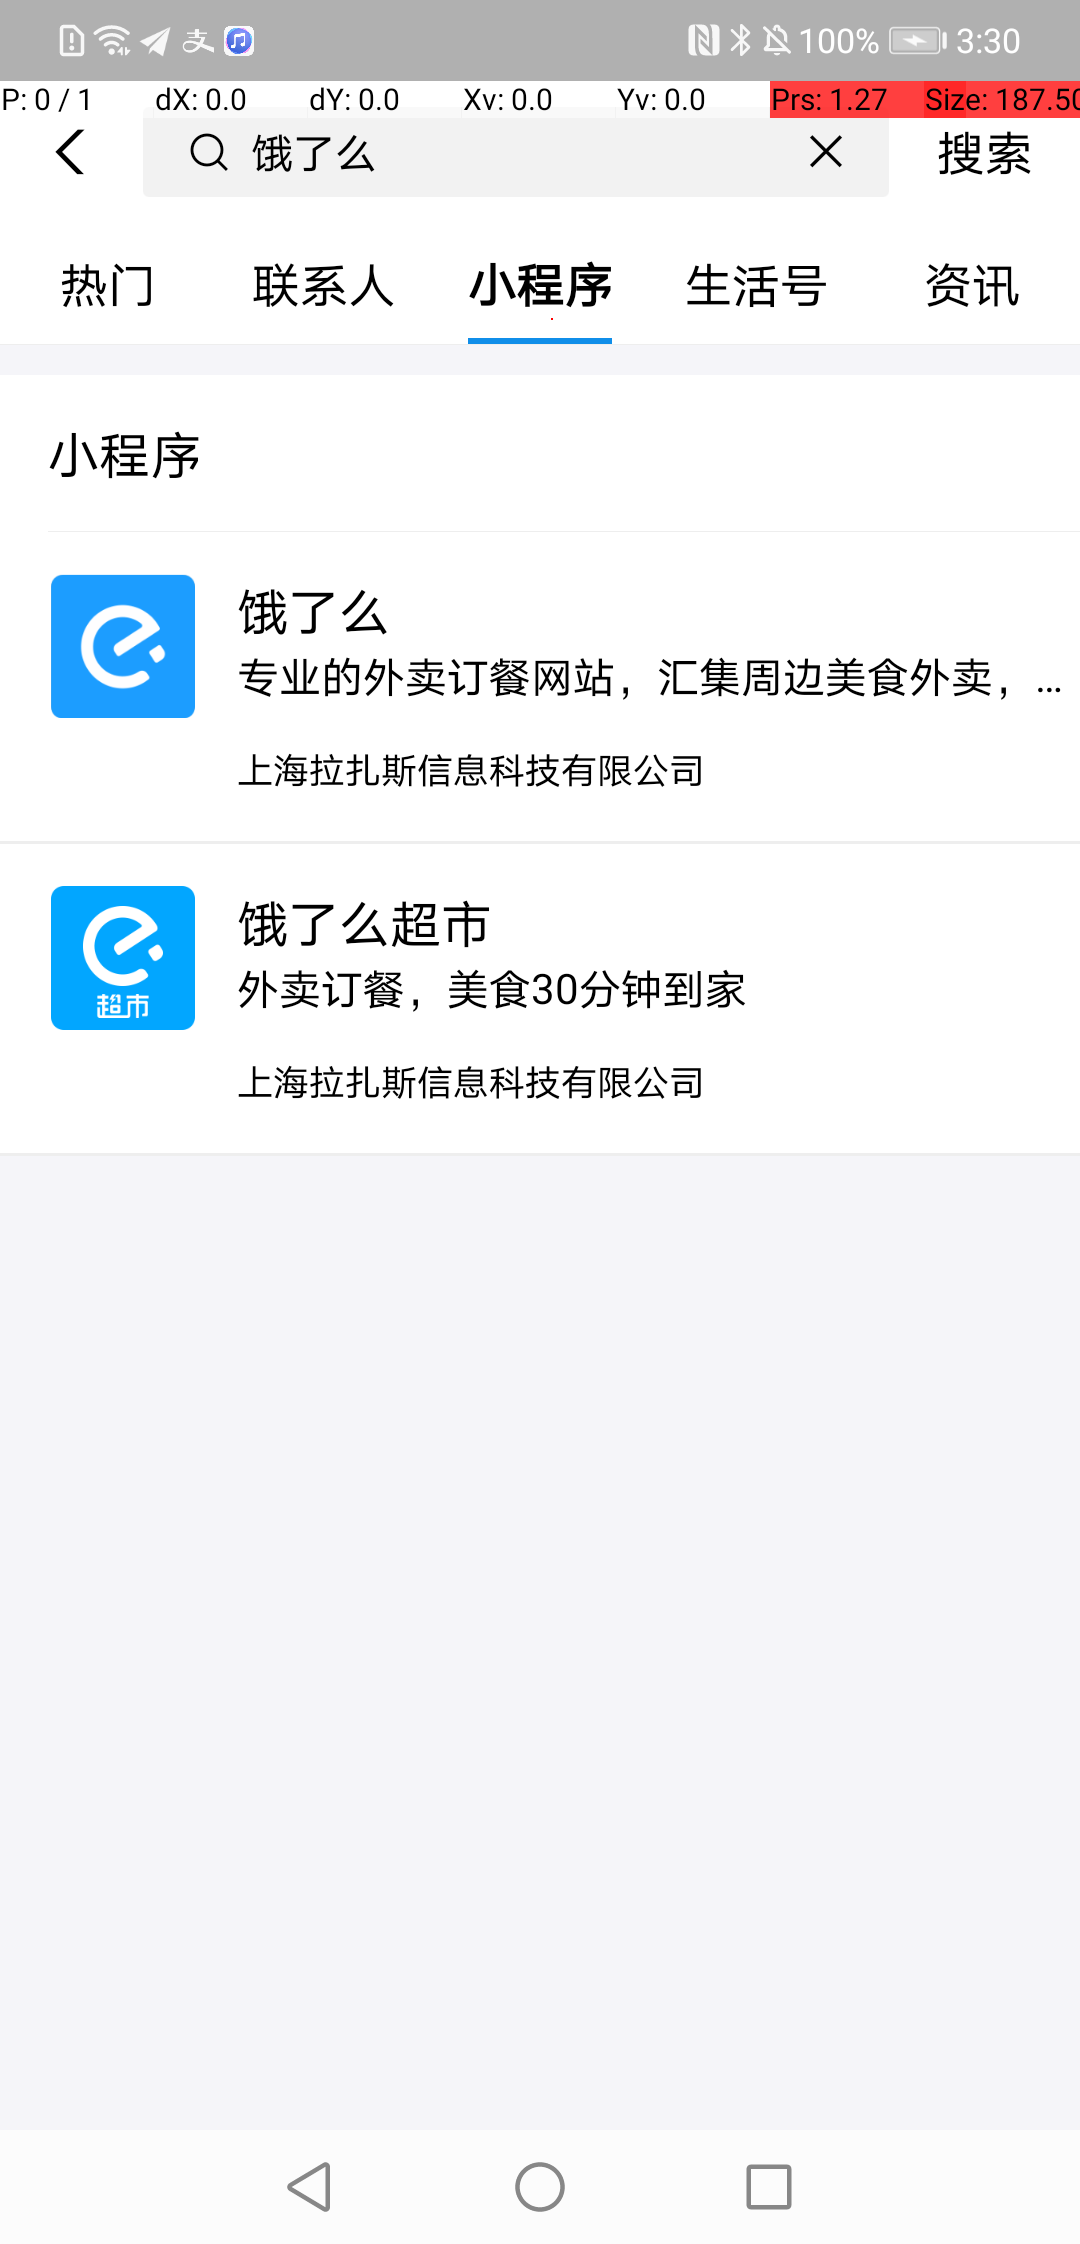 100% 3:30
P: 0 / 1 dX: 0.0 dY: 0.0 Xv: 0.0 Yv: 0.0 Prs: 1.27 Size: 187.50
饿了么 搜索
热门 联系人 小程序 生活号 资讯
小程序
饿了么
专业的外卖订餐网站，汇集周边美食外卖，...
上海拉扎斯信息科技有限公司
超市
饿了么超市
外卖订餐，美食30分钟到家
上海拉扎斯信息科技有限公司